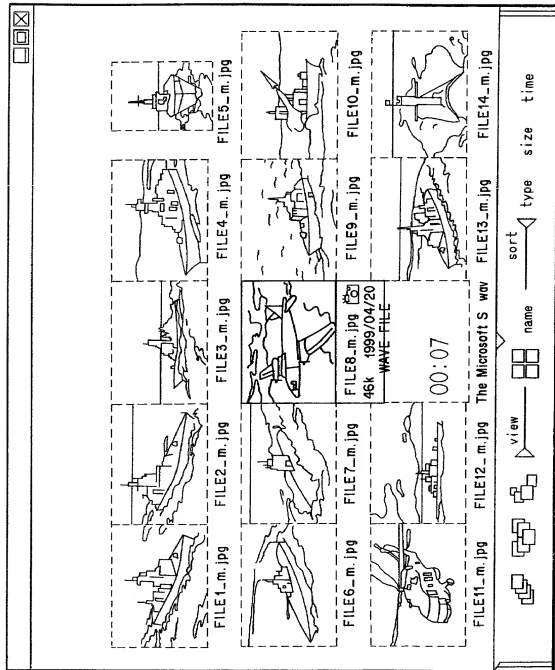 FILE1_m.jpg FILE2_m.jpg FILE3_m.jpg FILE4_m.jpg FILE5_m.jpg
FILE6_m.jpg FILE7_m.jpg FILE8_m.jpg FILE9_m.jpg FILE10_m.jpg
46k 1999/04/20
WAVE FILE
00:07
FILE11_m.jpg FILE12_m.jpg The Microsoft S wav FILE13_m.jpg FILE14_m.jpg
view name sort type size time